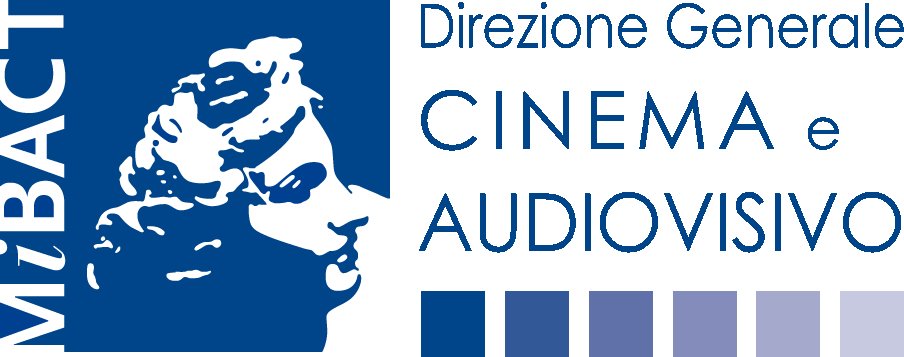 MiBACT
Direzione Generale
CINEMA e
AUDIOVISIVO